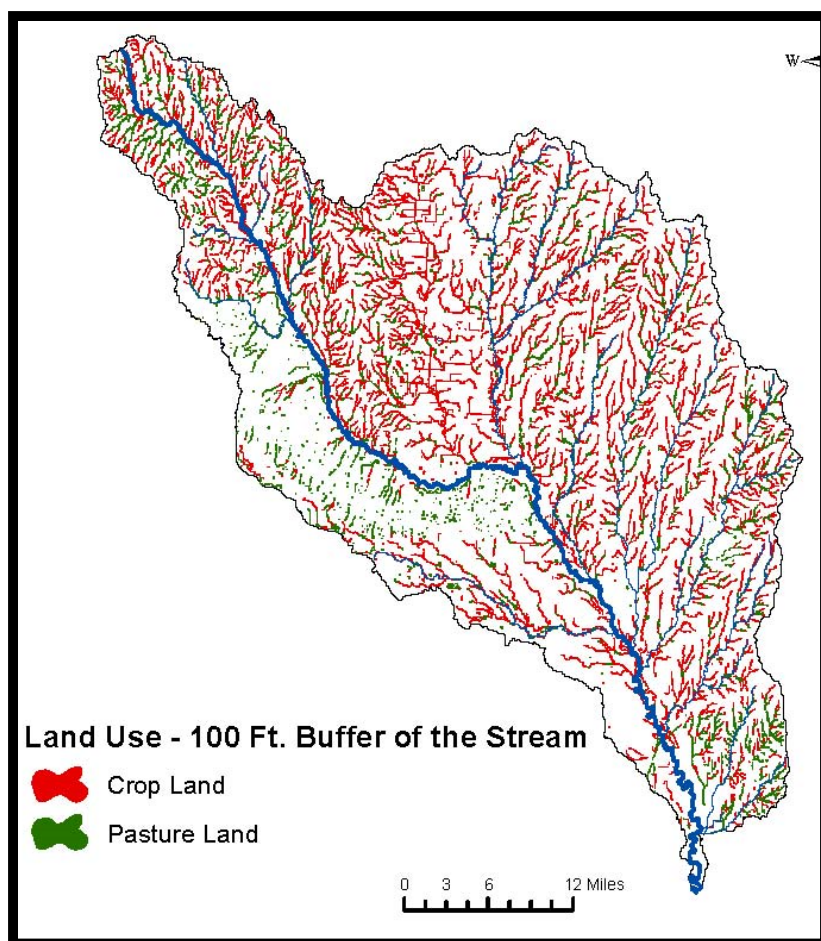 W
Land Use - 100 Ft. Buffer of the Stream
Crop Land
Pasture Land
0 3 6 12 Miles